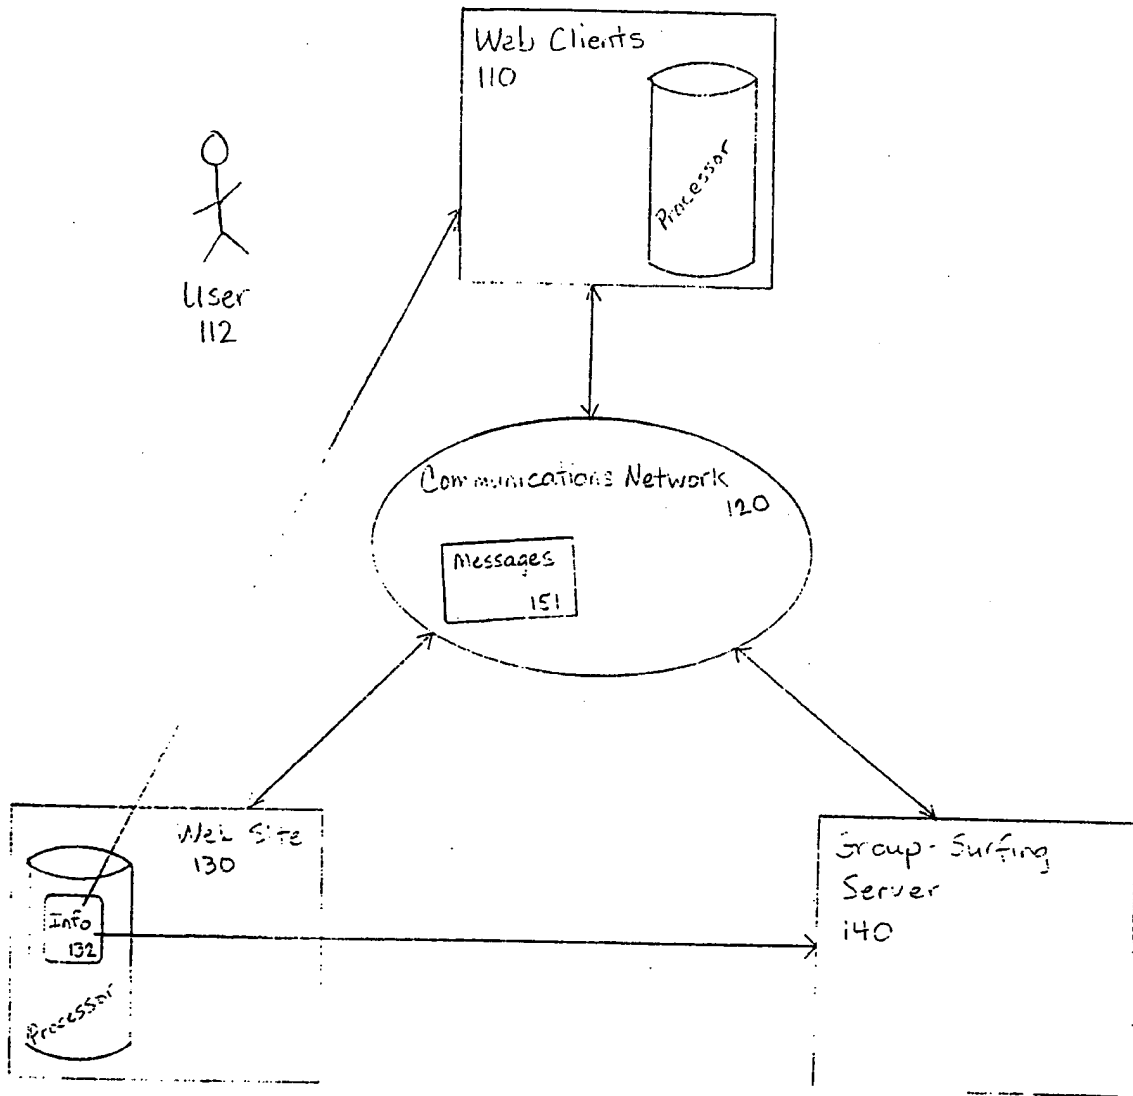 Web Clients
110
Processor
User
112
Communications Network
120
Messages
151
Web Site
130
Info
132
Processor
Group-Surfing
Server
140